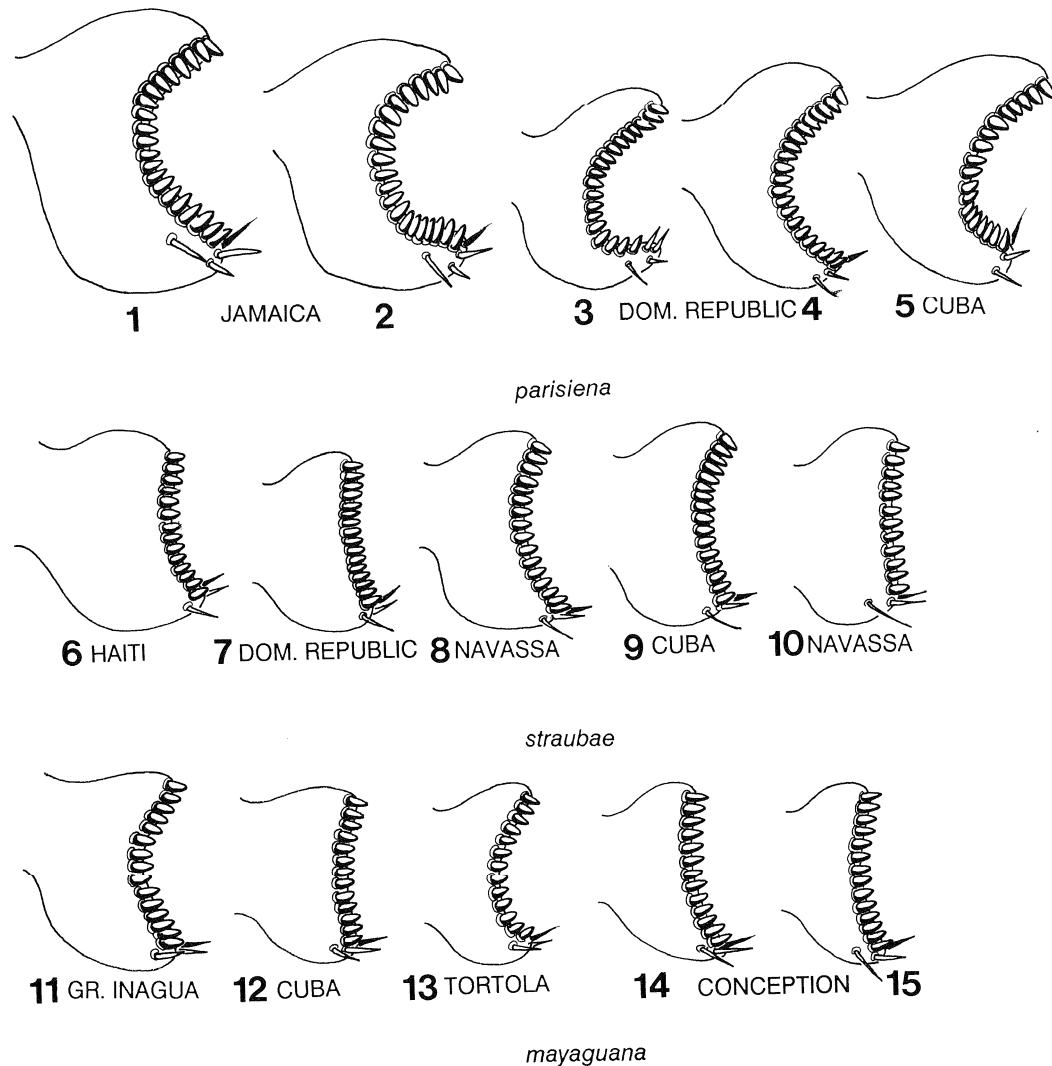 1 JAMAICA 2 3 DOM. REPUBLIC 4 5 CUBA
parisiena
6 HAITI 7 DOM. REPUBLIC 8 NAVASSA 9 CUBA 10 NAVASSA
straubae
11 GR. INAGUA 12 CUBA 13 TORTOLA 14 CONCEPTION 15
mayaguana